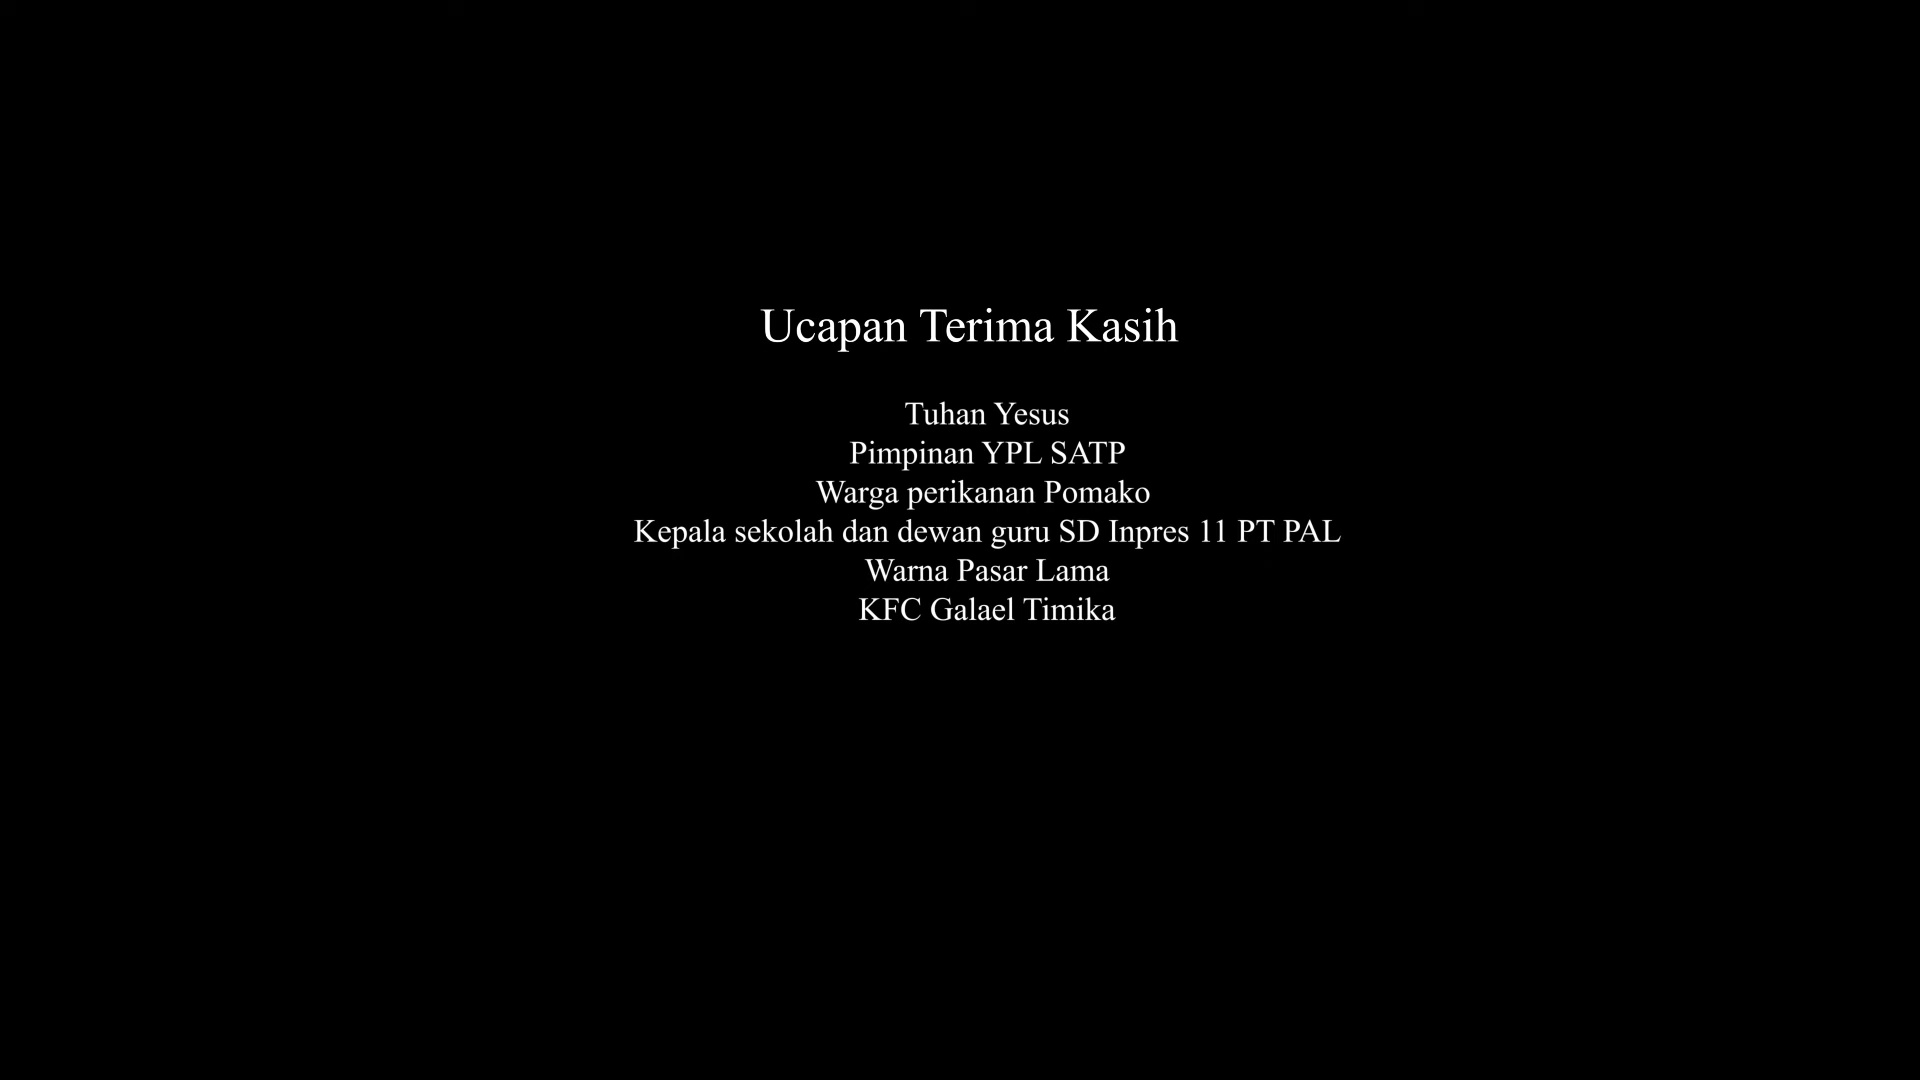 Ucapan Terima Kasih
Tuhan Yesus
Pimpinan YPL SATP
Warga perikanan Pomako
Kepala sekolah dan dewan guru SD Inpres 11 PT PAL
Warna Pasar Lama
KFC Galael Timika